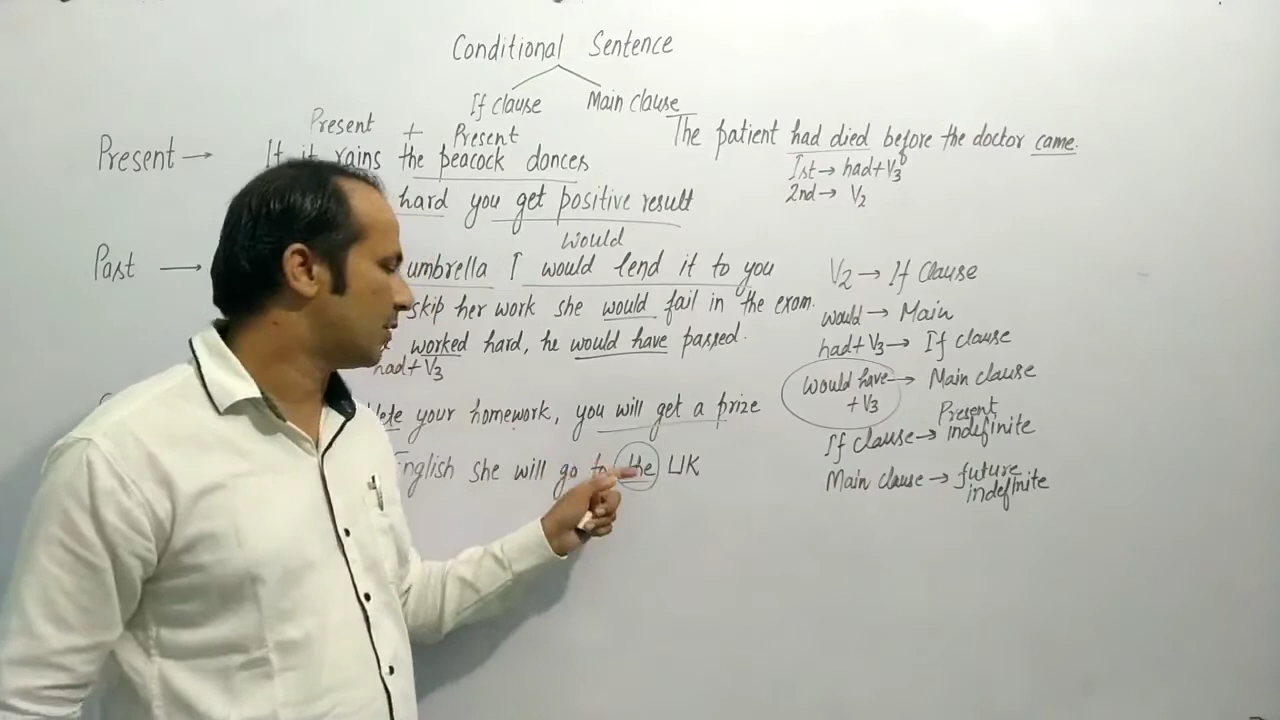 Conditional Sentence
If clause Main clause
Present + Present
Present → If it rains the peacock dances
hard you get positive result
The patient had died before the doctor came.
Ist → had+V3
2nd → V2
would
Past → umbrella I would lend it to you
skip her work she would fail in the exam.
worked hard, he would have passed.
had+V3
your homework, you will get a prize
English she will go to the UK
V2 → If Clause
would → Main
had+V3 → If clause
would have +V3 → Main clause
If clause → Present indefinite
Main clause → future indefinite